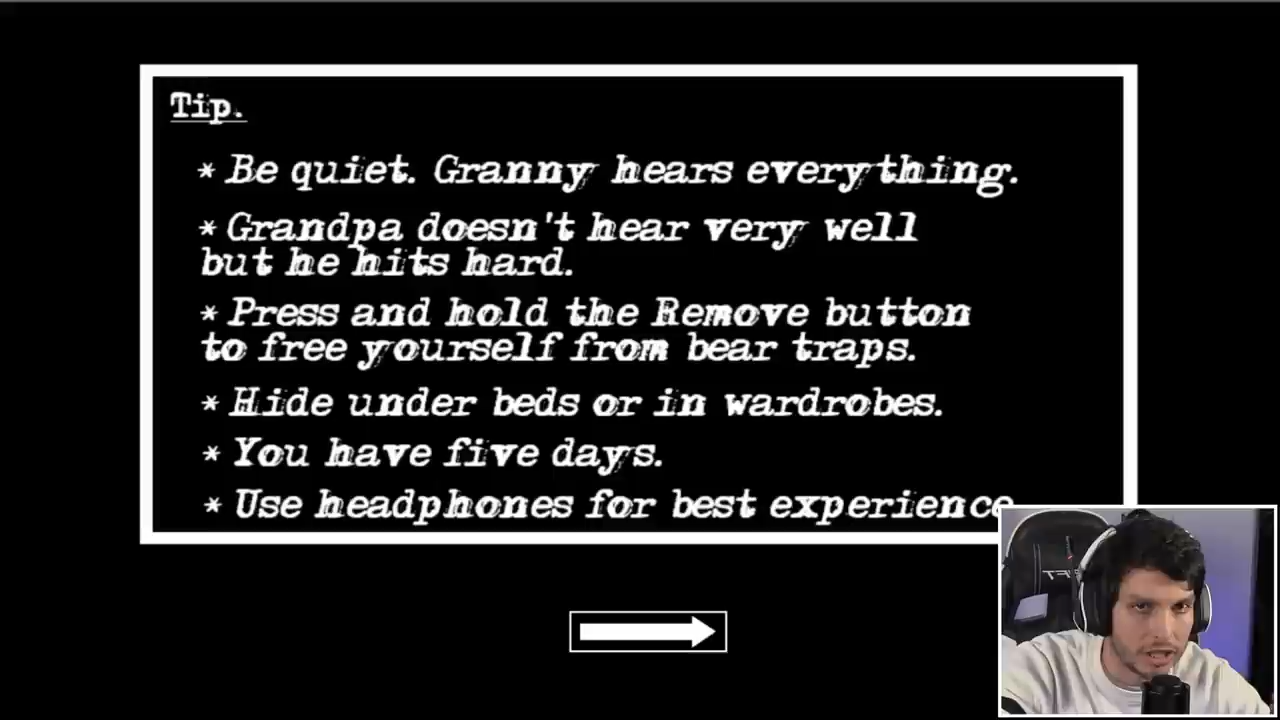 Tip.
* Be quiet. Granny hears everything.
* Grandpa doesn't hear very well
but he hits hard.
* Press and hold the Remove button
to free yourself from bear traps.
* Hide under beds or in wardrobes.
* You have five days.
* Use headphones for best experience